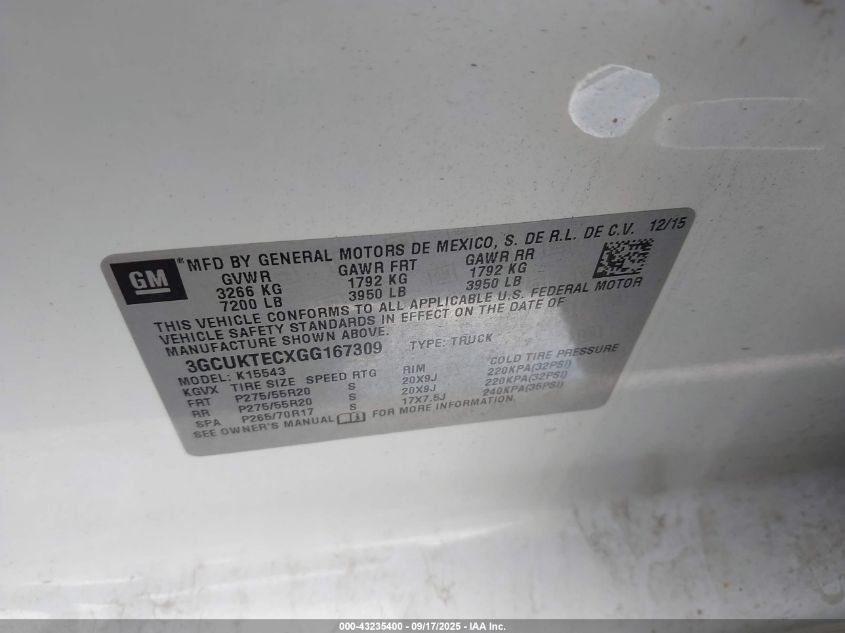 GM ® MFD BY GENERAL MOTORS DE MEXICO, S. DE R.L. DE C.V. 12/15
GVWR GAWR FRT GAWR RR
3266 KG 1792 KG 1792 KG
7200 LB 3950 LB 3950 LB
THIS VEHICLE CONFORMS TO ALL APPLICABLE U.S. FEDERAL MOTOR
VEHICLE SAFETY STANDARDS IN EFFECT ON THE DATE OF
MANUFACTURE SHOWN ABOVE.
3GCUKTECXGG167309 TYPE: TRUCK
MODEL: K15543
KGVX TIRE SIZE SPEED RTG RIM COLD TIRE PRESSURE
FRT P275/55R20 S 20X9J 220KPA(32PSI)
RR P275/55R20 S 20X9J 220KPA(32PSI)
SPA P265/70R17 S 17X7.5J 240KPA(35PSI)
SEE OWNER'S MANUAL FOR MORE INFORMATION.
000-43235400 - 09/17/2025 - IAA Inc.